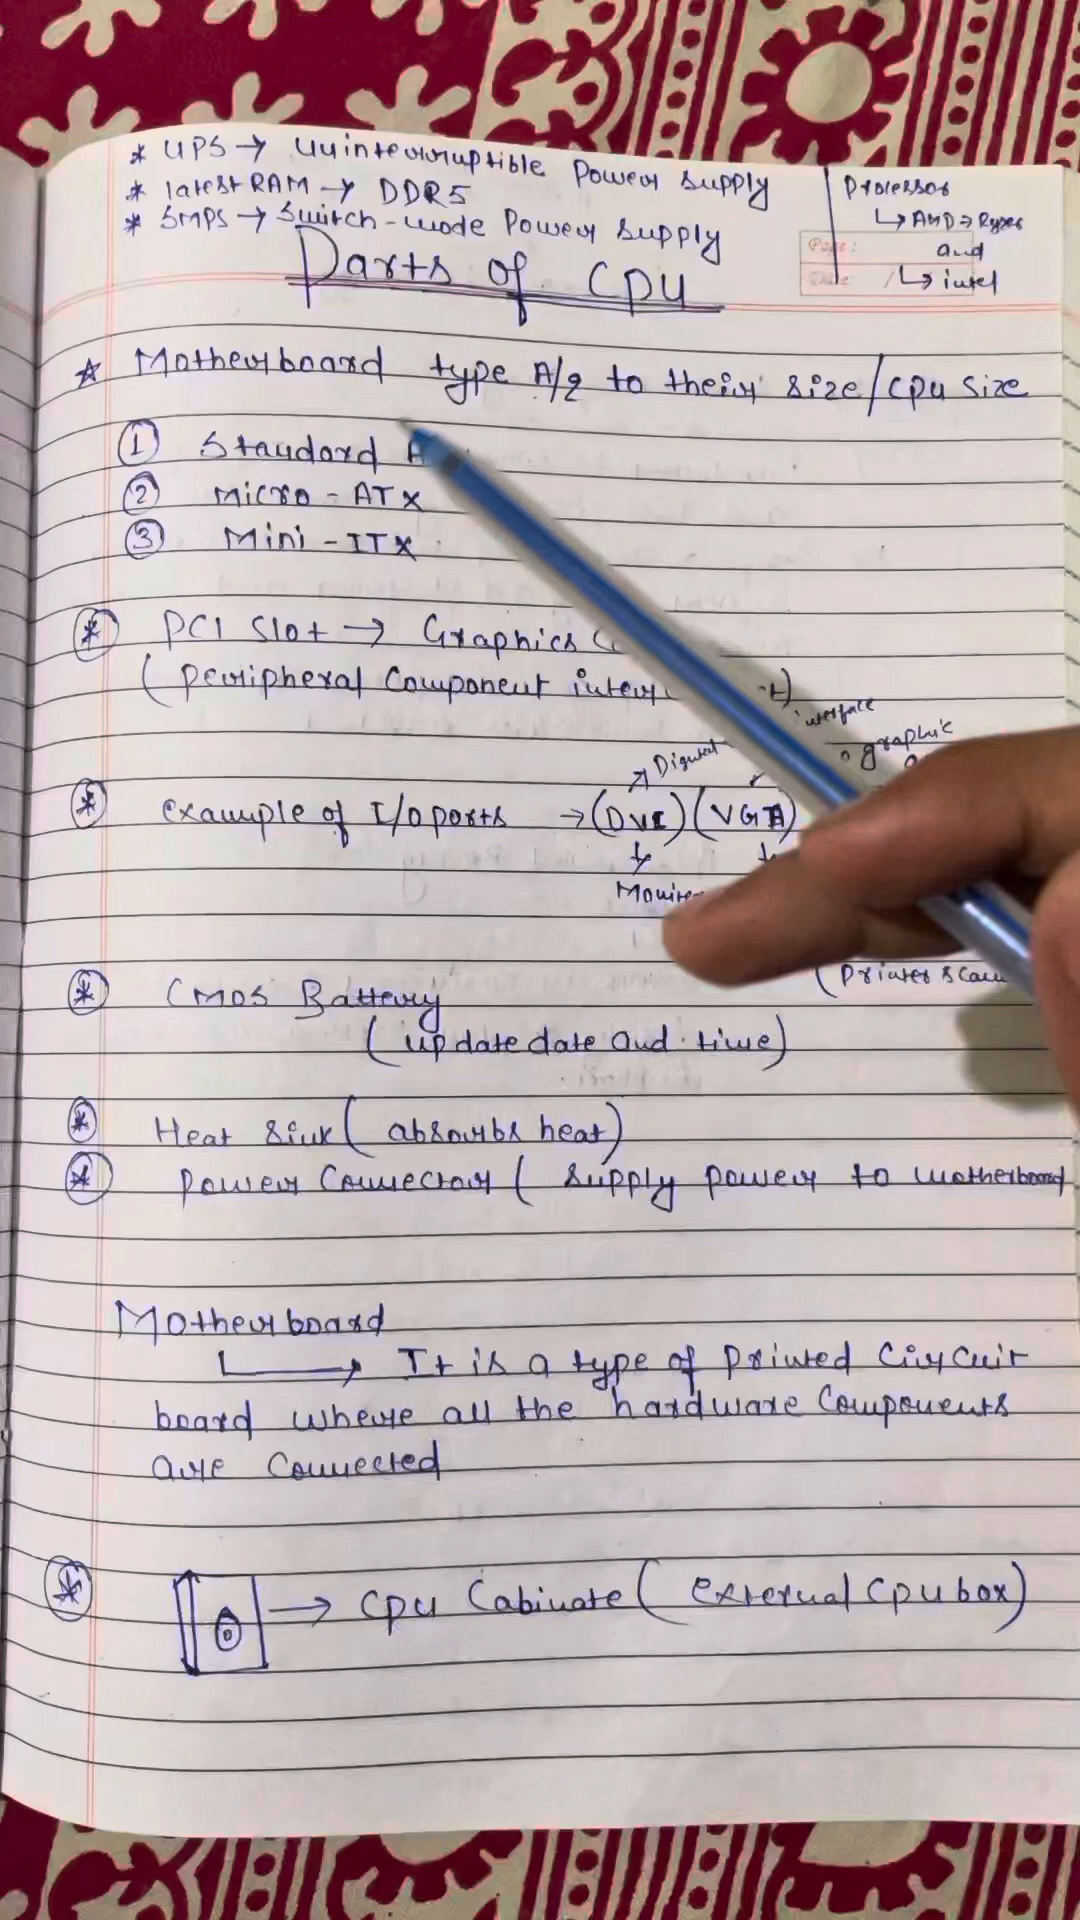 * UPS → Uninterruptible Power Supply
* latest RAM → DDR5
* SMPS → Switch-mode Power Supply
Processor
↳ AMD → Ryzen
and
↳ intel
Page:
Date: /
Parts of CPU
* Motherboard type A/2 to their size/CPU Size
① Standard A
② Micro-ATX
③ Mini-ITX
* PCI Slot → Graphics
(Peripheral Component
interface
Digital
graphic
* Example of I/O ports → (DVI) (VGA)
(Printer
* CMOS Battery
(update date and time)
* Heat Sink (absorbs heat)
* Power Connector ( Supply power to motherboard
Motherboard
→ It is a type of Printed Circuit
board where all the hardware Components
are Connected
* → CPU Cabinate (External CPU box)